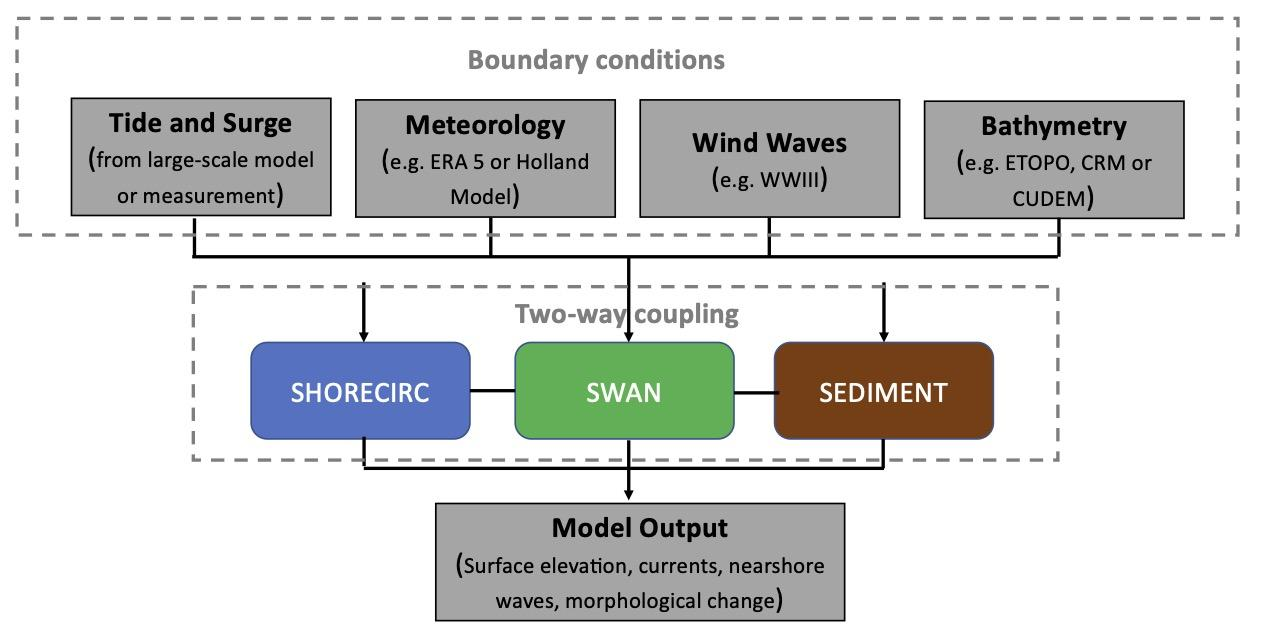 Boundary conditions
Tide and Surge
(from large-scale model
or measurement)
Meteorology
(e.g. ERA 5 or Holland
Model)
Wind Waves
(e.g. WWIII)
Bathymetry
(e.g. ETOPO, CRM or
CUDEM)
Two-way coupling
SHORECIRC
SWAN
SEDIMENT
Model Output
(Surface elevation, currents, nearshore
waves, morphological change)